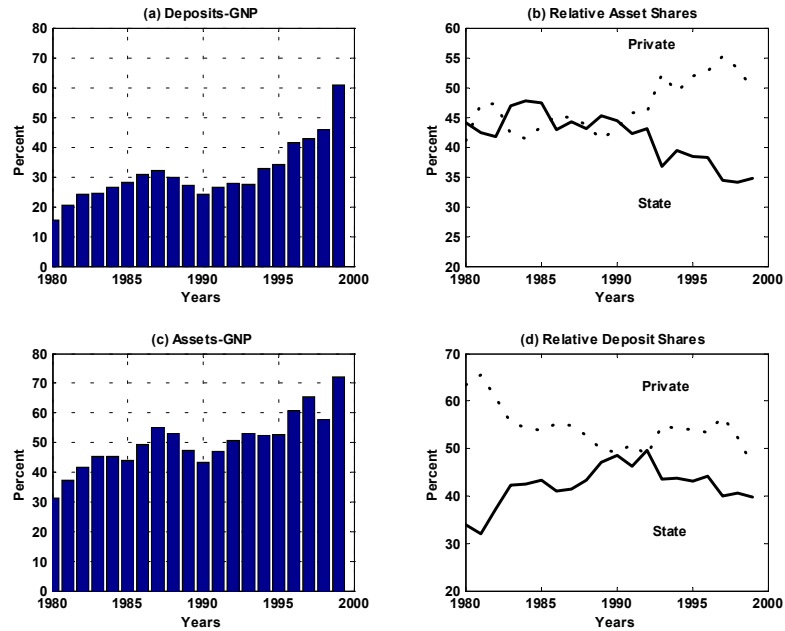 (a) Deposits-GNP
80
70
60
50
40
30
20
10
0
Percent
1980 1985 1990 1995 2000
Years
(b) Relative Asset Shares
60
55
50
45
40
35
30
25
20
Percent
Private
State
1980 1985 1990 1995 2000
Years
(c) Assets-GNP
80
70
60
50
40
30
20
10
0
Percent
1980 1985 1990 1995 2000
Years
(d) Relative Deposit Shares
70
60
50
40
30
20
Percent
Private
State
1980 1985 1990 1995 2000
Years